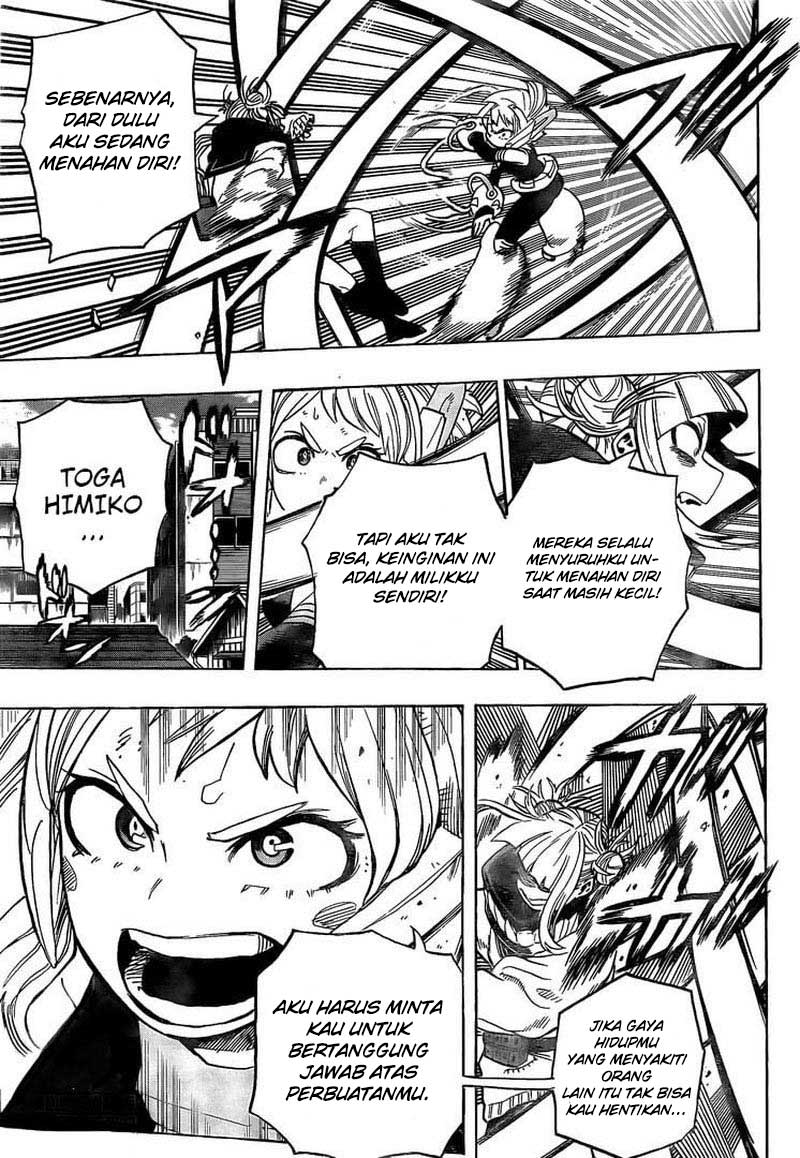 SEBENARNYA,
DARI DULU
AKU SEDANG
MENAHAN DIRI!
MEREKA SELALU
MENYURUHKU UN-
TUK MENAHAN DIRI
SAAT MASIH KECIL!
TAPI AKU TAK
BISA, KEINGINAN INI
ADALAH MILIKKU
SENDIRI!
TOGA
HIMIKO
...
JIKA GAYA
HIDUPMU
YANG MENYAKITI
ORANG
LAIN ITU TAK BISA
KAU HENTIKAN...
AKU HARUS MINTA
KAU UNTUK
BERTANGGUNG
JAWAB ATAS
PERBUATANMU.